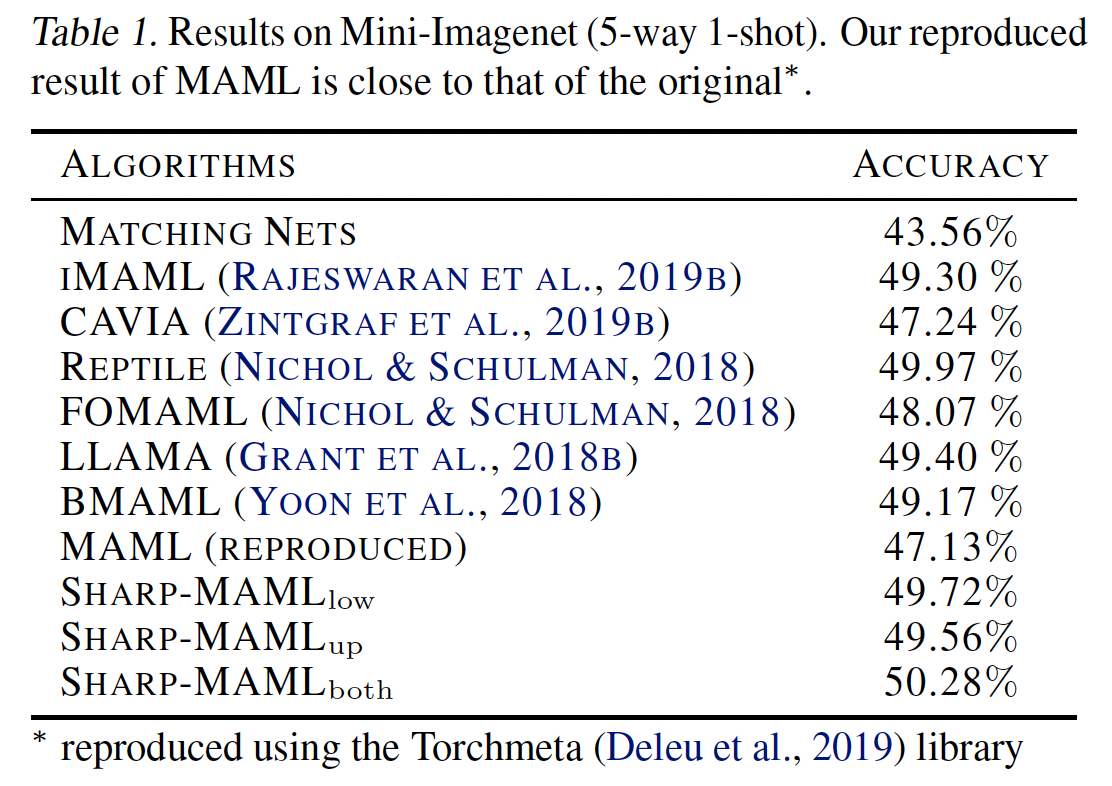 Table 1. Results on Mini-Imagenet (5-way 1-shot). Our reproduced
result of MAML is close to that of the original*.
ALGORITHMS ACCURACY
MATCHING NETS 43.56%
IMAML (RAJESWARAN ET AL., 2019B) 49.30 %
CAVIA (ZINTGRAF ET AL., 2019B) 47.24 %
REPTILE (NICHOL & SCHULMAN, 2018) 49.97 %
FOMAML (NICHOL & SCHULMAN, 2018) 48.07 %
LLAMA (GRANT ET AL., 2018B) 49.40 %
BMAML (YOON ET AL., 2018) 49.17 %
MAML (REPRODUCED) 47.13%
SHARP-MAML low 49.72%
SHARP-MAML up 49.56%
SHARP-MAML both 50.28%
* reproduced using the Torchmeta (Deleu et al., 2019) library